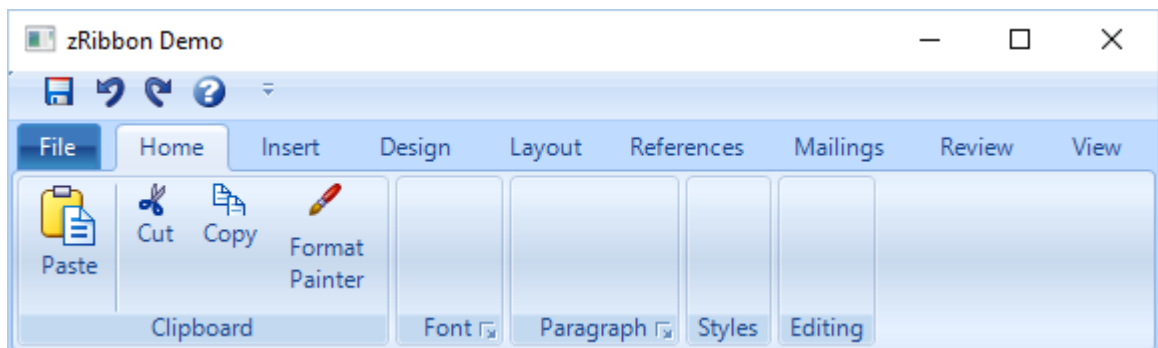 zRibbon Demo
File Home Insert Design Layout References Mailings Review View
Paste Cut Copy Format Painter
Clipboard Font Paragraph Styles Editing